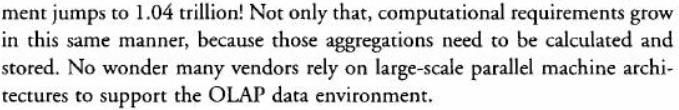 ment jumps to 1.04 trillion! Not only that, computational requirements grow
in this same manner, because those aggregations need to be calculated and
stored. No wonder many vendors rely on large-scale parallel machine archi-
tectures to support the OLAP data environment.